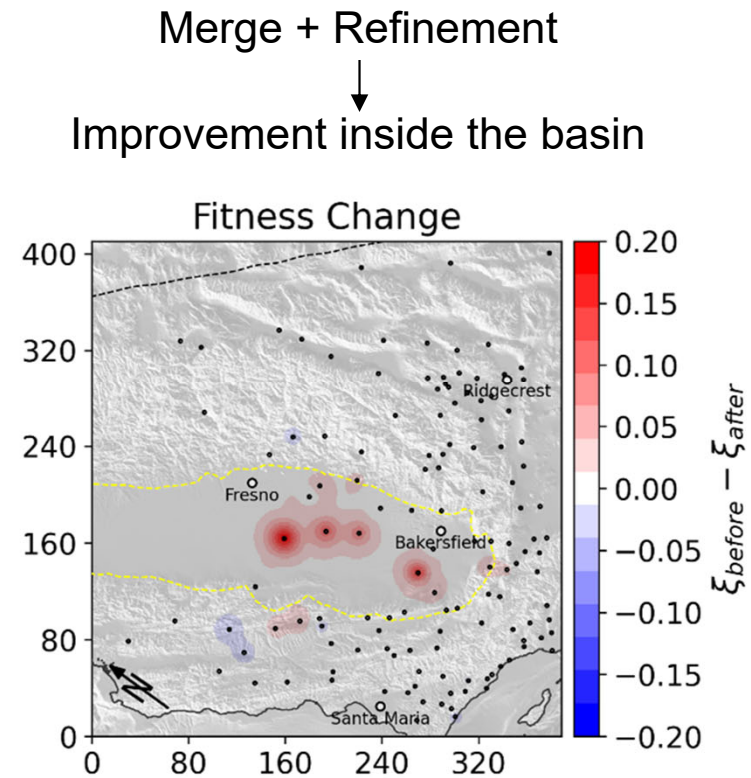 Merge + Refinement
Improvement inside the basin
Fitness Change
400
320
240
160
80
0
0 80 160 240 320
Ridgecrest
Fresno
Bakersfield
Santa Maria
N
0.20
0.15
0.10
0.05
0.00
−0.05
−0.10
−0.15
−0.20
ξbefore − ξafter